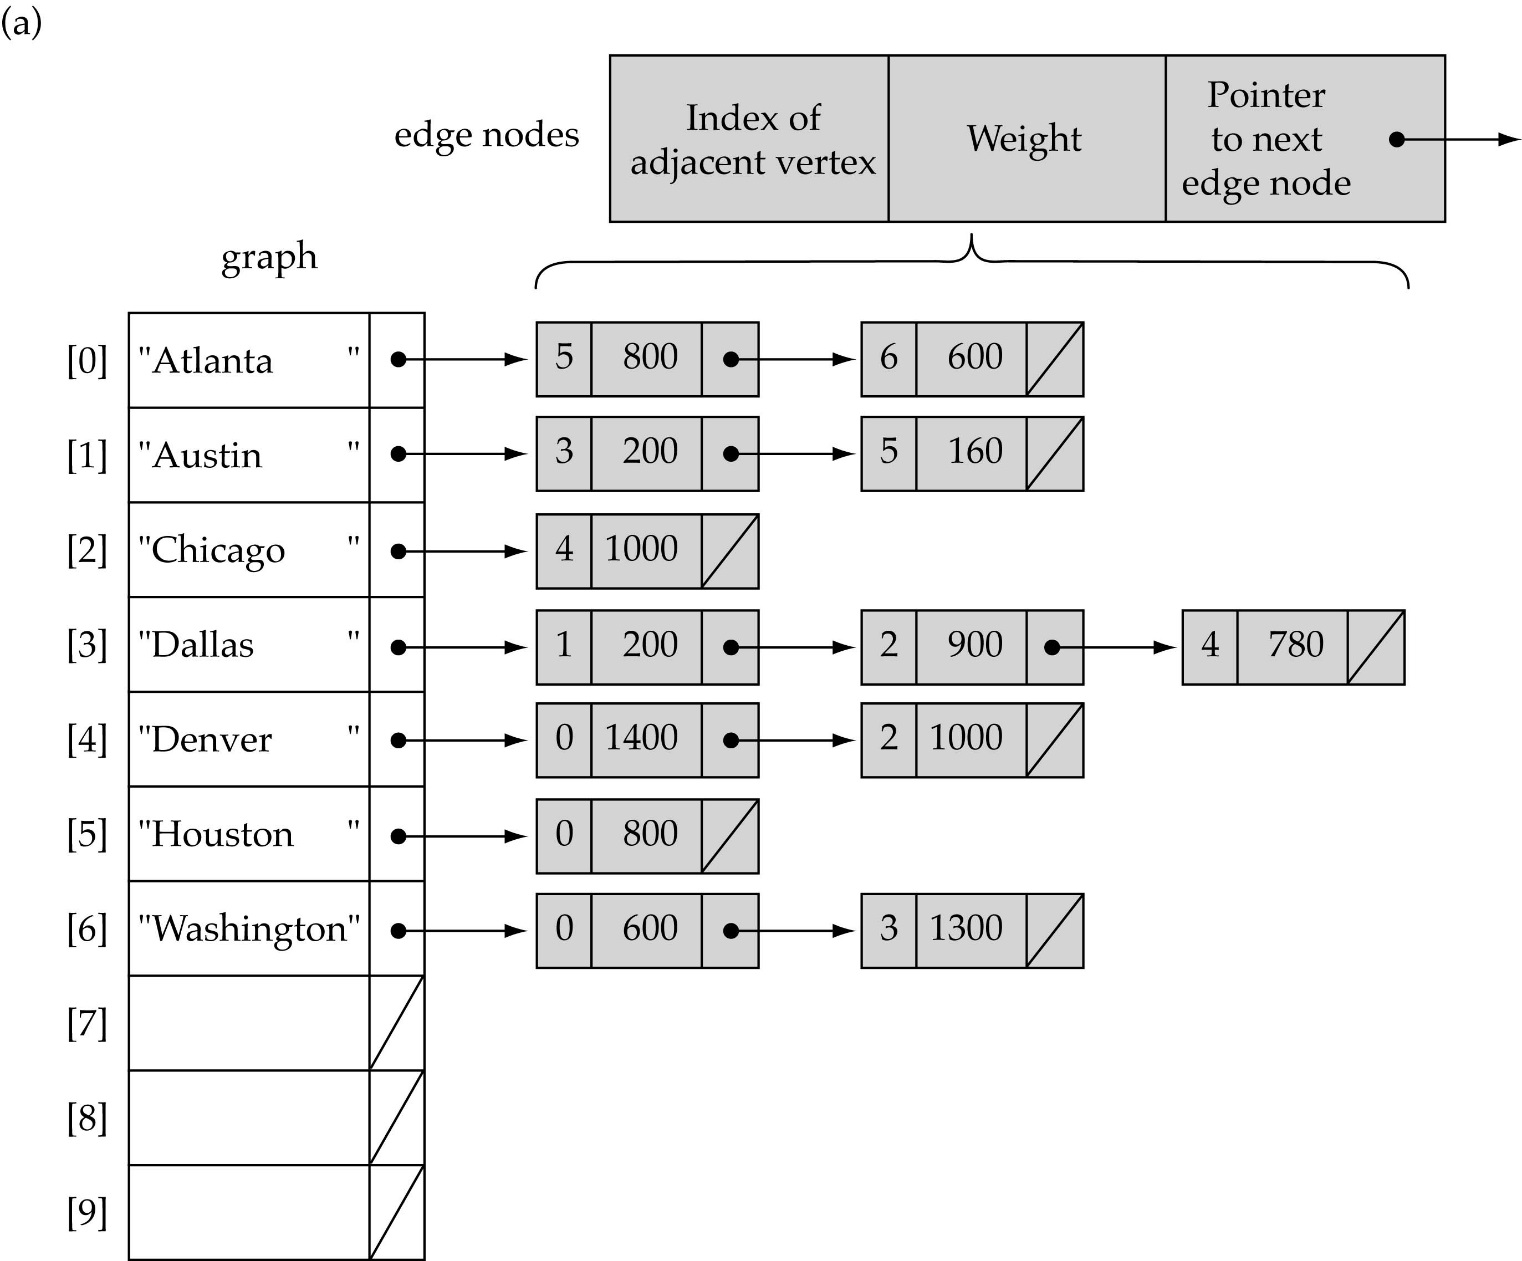 (a)
edge nodes
Index of
adjacent vertex
Weight
Pointer
to next
edge node
graph
[0] "Atlanta " 5 800 6 600
[1] "Austin " 3 200 5 160
[2] "Chicago " 4 1000
[3] "Dallas " 1 200 2 900 4 780
[4] "Denver " 0 1400 2 1000
[5] "Houston " 0 800
[6] "Washington" 0 600 3 1300
[7]
[8]
[9]